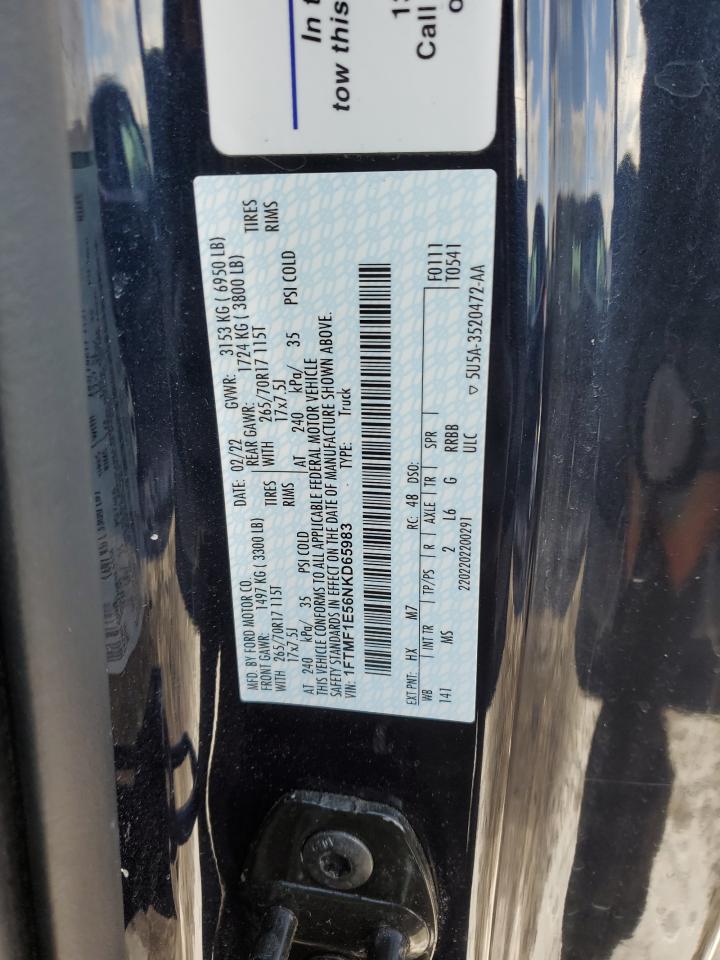 In t
tow this
1
Call
o
MFD. BY FORD MOTOR CO. DATE: 02/22 GVWR: 3153 KG ( 6950 LB)
FRONT GAWR: 1497 KG ( 3300 LB) REAR GAWR: 1724 KG ( 3800 LB)
WITH 265/70R17 115T TIRES WITH 265/70R17 115T TIRES
17x7.5J RIMS 17x7.5J RIMS
AT 240 kPa/ 35 PSI COLD AT 240 kPa/ 35 PSI COLD
THIS VEHICLE CONFORMS TO ALL APPLICABLE FEDERAL MOTOR VEHICLE
SAFETY STANDARDS IN EFFECT ON THE DATE OF MANUFACTURE SHOWN ABOVE.
VIN: 1FTMF1E56NKD65983 TYPE: Truck
EXT PNT: HX M7 RC: 4B DSO: F0111
WB INT TR TP/PS R AXLE TR SPR T0541
141 MS 2 L6 G RRBB
2202202200291 ULC ▽ 5U5A-3520472-AA